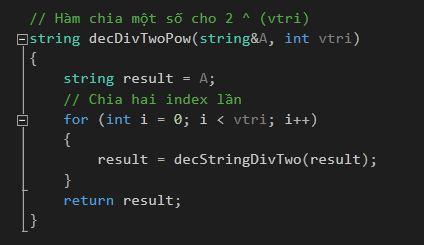 // Hàm chia một số cho 2 ^ (vtri)
string decDivTwoPow(string&A, int vtri)
{
string result = A;
// Chia hai index lần
for (int i = 0; i < vtri; i++)
{
result = decStringDivTwo(result);
}
return result;
}